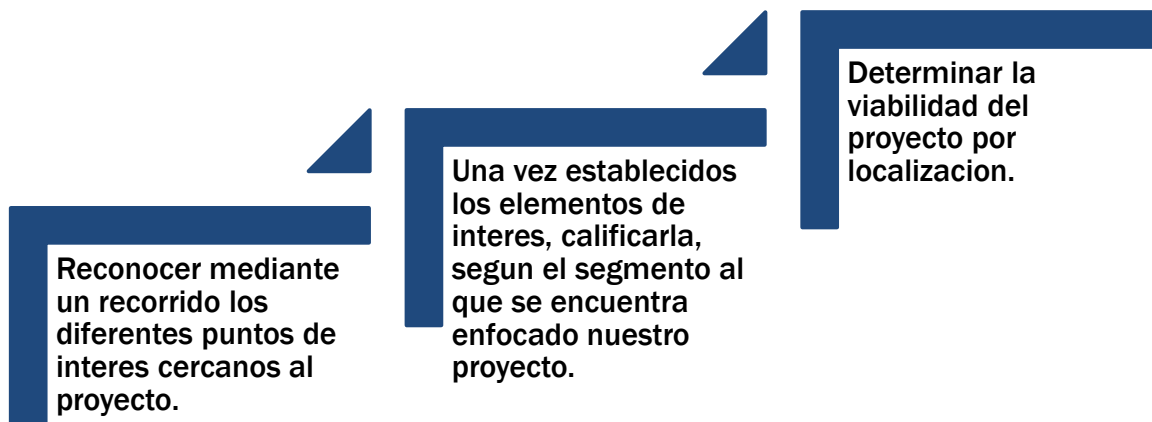 Reconocer mediante
un recorrido los
diferentes puntos de
interes cercanos al
proyecto.
Una vez establecidos
los elementos de
interes, calificarla,
segun el segmento al
que se encuentra
enfocado nuestro
proyecto.
Determinar la
viabilidad del
proyecto por
localizacion.